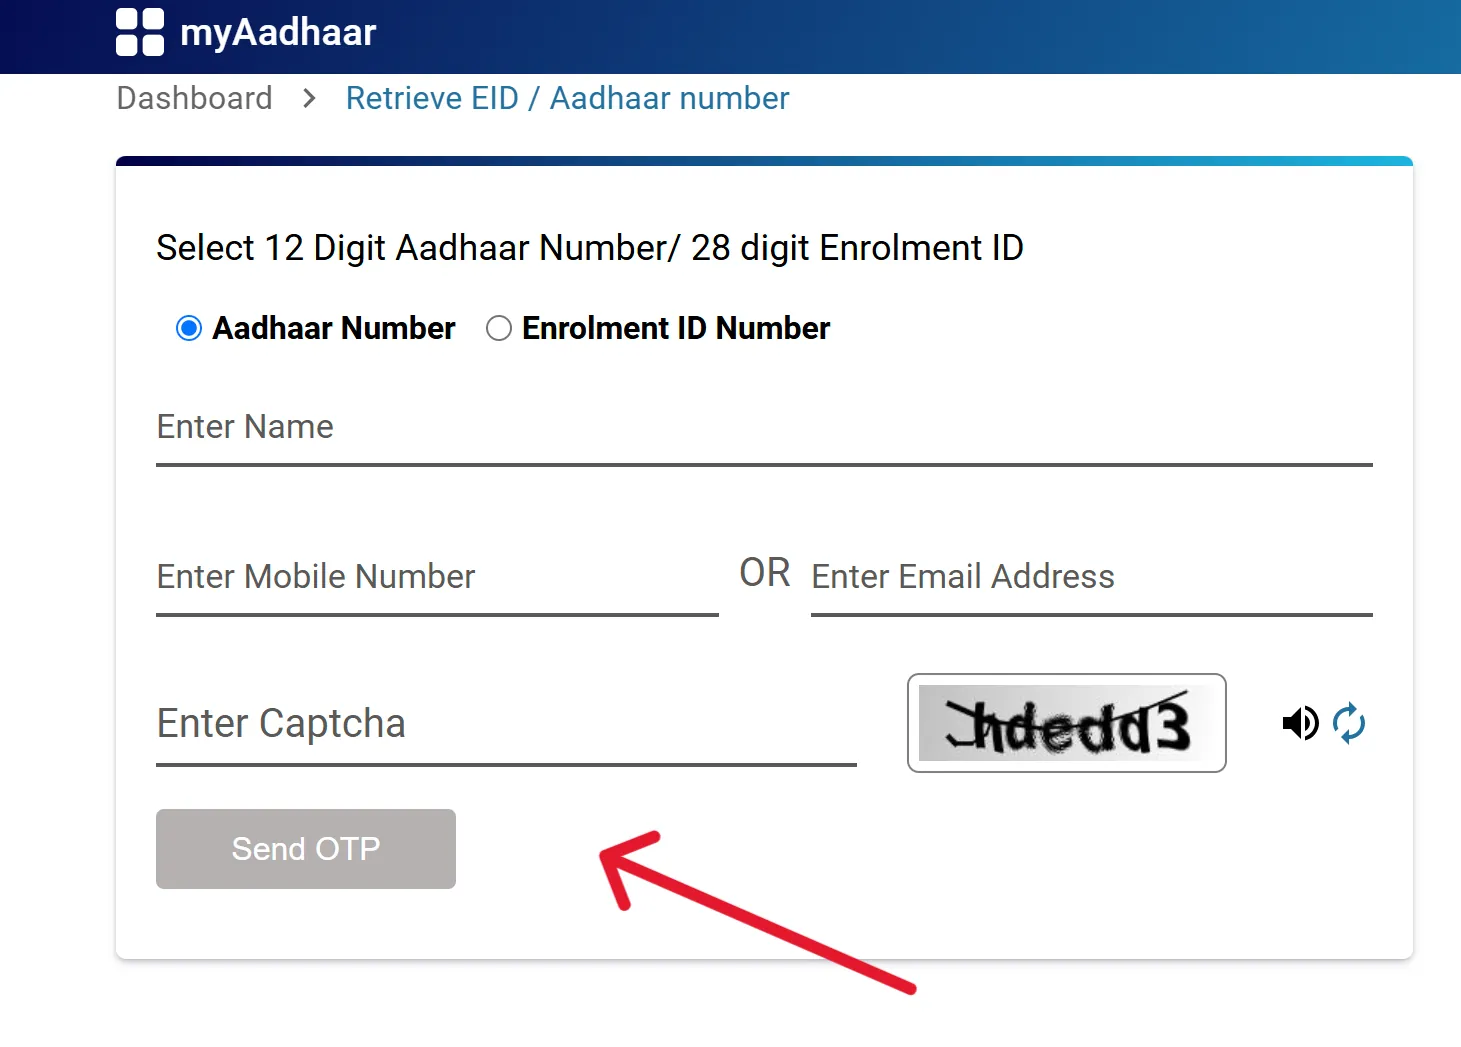 myAadhaar
Dashboard > Retrieve EID / Aadhaar number
Select 12 Digit Aadhaar Number/ 28 digit Enrolment ID
Aadhaar Number Enrolment ID Number
Enter Name
Enter Mobile Number OR Enter Email Address
Enter Captcha
Send OTP